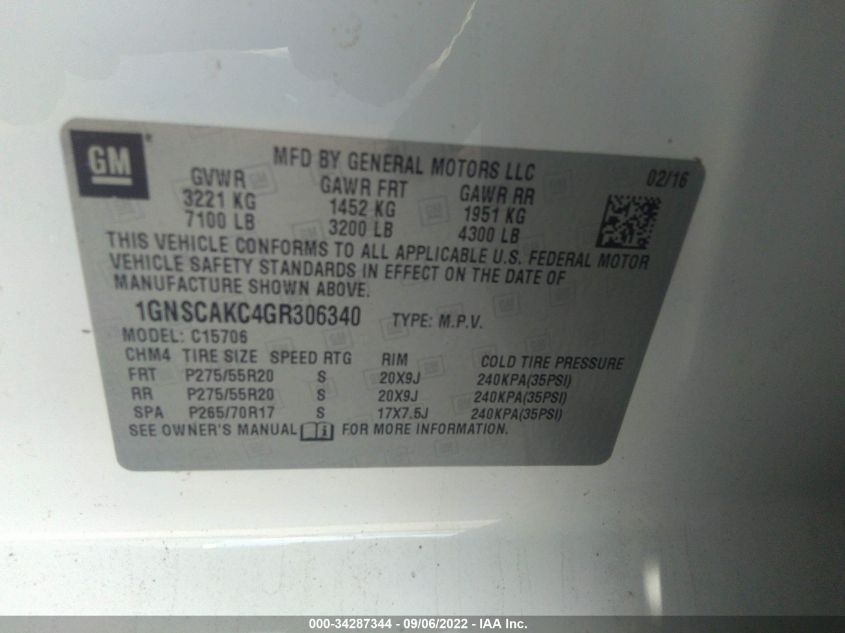 GM®
MFD BY GENERAL MOTORS LLC 02/16
GVWR GAWR FRT GAWR RR
3221 KG 1452 KG 1951 KG
7100 LB 3200 LB 4300 LB
THIS VEHICLE CONFORMS TO ALL APPLICABLE U.S. FEDERAL MOTOR
VEHICLE SAFETY STANDARDS IN EFFECT ON THE DATE OF
MANUFACTURE SHOWN ABOVE.
1GNSCAKC4GR306340 TYPE: M.P.V.
MODEL: C15706
CHM4 TIRE SIZE SPEED RTG RIM COLD TIRE PRESSURE
FRT P275/55R20 S 20X9J 240KPA(35PSI)
RR P275/55R20 S 20X9J 240KPA(35PSI)
SPA P265/70R17 S 17X7.5J 240KPA(35PSI)
SEE OWNER'S MANUAL FOR MORE INFORMATION.
000-34287344 - 09/06/2022 - IAA Inc.